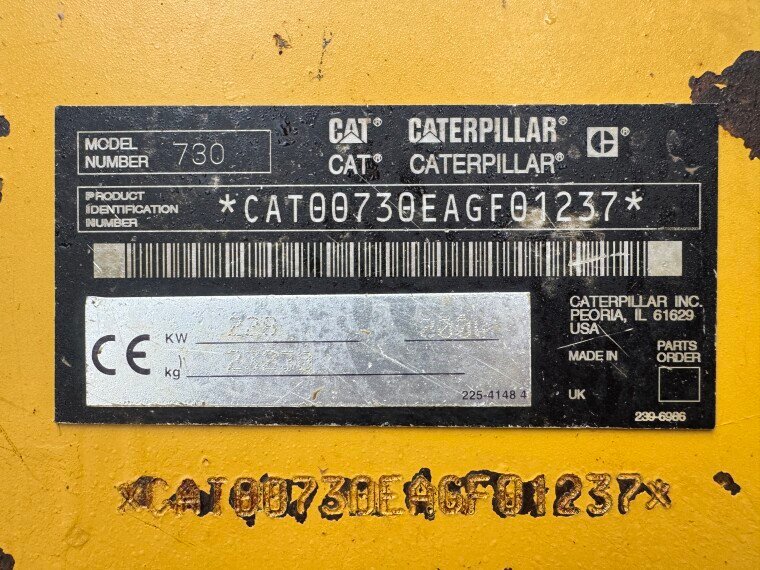 MODEL NUMBER 730
CAT® CATERPILLAR® ®
CAT® CATERPILLAR®
PRODUCT IDENTIFICATION NUMBER
*CAT00730EAGF01237*
CE
KW
kg
225-4148 4
CATERPILLAR INC.
PEORIA, IL 61629
USA
MADE IN
UK
PARTS ORDER
239-6986
*CAT00730EAGF01237*